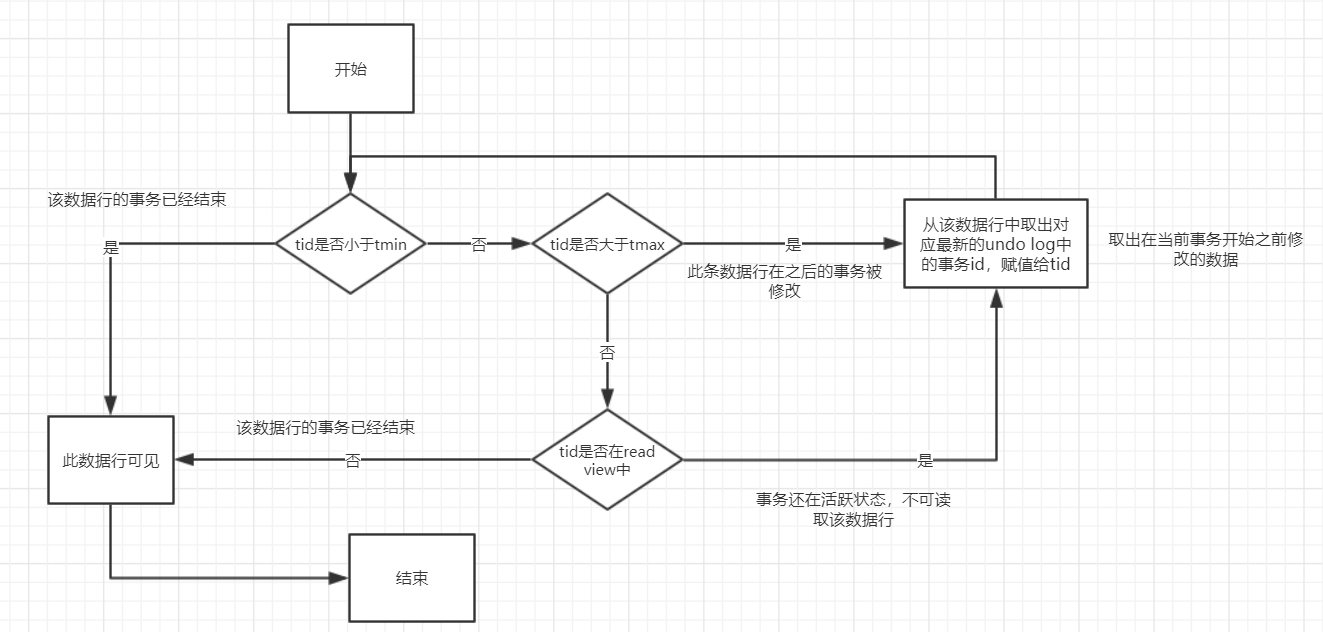 开始
该数据行的事务已经结束
是
tid是否小于tmin
否
tid是否大于tmax
是
此条数据行在之后的事务被
修改
从该数据行中取出对
应最新的undo log中
的事务id，赋值给tid
取出在当前事务开始之前修
改的数据
否
该数据行的事务已经结束
此数据行可见
否
tid是否在read
view中
是
事务还在活跃状态，不可读
取该数据行
结束